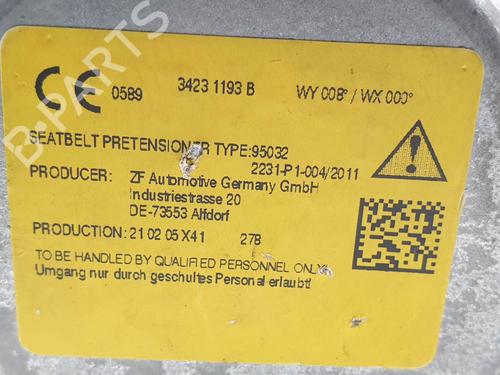 B-PARTS
CE 0589 3423 1193 B WY 008° / WX 000°
SEATBELT PRETENSIONER TYPE:95032
2231-P1-004/2011
PRODUCER: ZF Automotive Germany GmbH
Industriestrasse 20
DE-73553 Alfdorf
PRODUCTION: 21 02 05 X41 278
TO BE HANDLED BY QUALIFIED PERSONNEL ONLY!
Umgang nur durch geschultes Personal erlaubt!